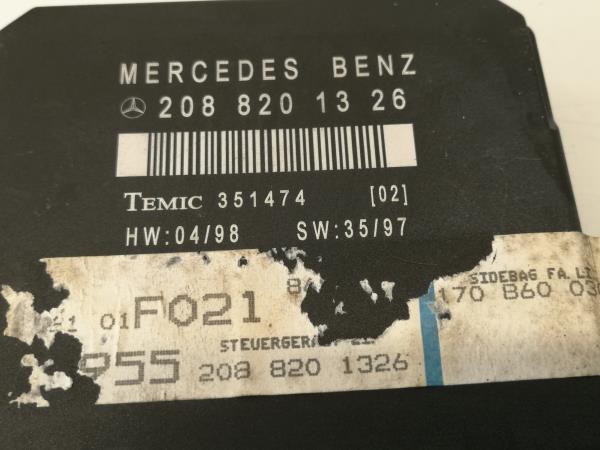 MERCEDES BENZ
208 820 13 26
TEMIC 351474 [02]
HW:04/98 SW:35/97
SIDEBAG FA. LI
01 F021
170 B60 03
955 208 820 1326